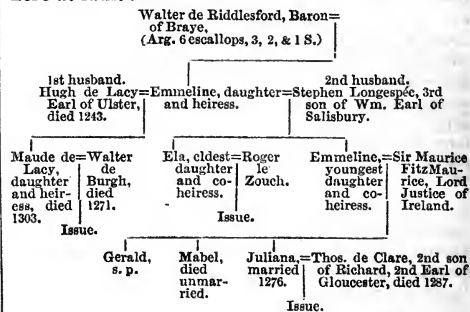 Walter de Riddlesford, Baron=
of Braye,
(Arg. 6 escallops, 3, 2, & 1 S.)
1st husband.
Hugh de Lacy=Emmeline, daughter=Stephen Longespée, 3rd
Earl of Ulster,
died 1243.
and heiress.
2nd husband.
son of Wm. Earl of
Salisbury.
Maude de=Walter
Lacy,
daughter
and heir-
ess, died
1303.
de
Burgh,
died
1271.
Issue.
Ela, eldest=Roger
daughter
and co-
heiress.
le
Zouch.
Issue.
Emmeline,=Sir Maurice
youngest
daughter
and co-
heiress.
FitzMau-
rice, Lord
Justice of
Ireland.
Gerald,
s. p.
Mabel,
died
unmar-
ried.
Juliana,=Thos. de Clare, 2nd son
married
1276.
of Richard, 2nd Earl of
Gloucester, died 1287.
Issue.